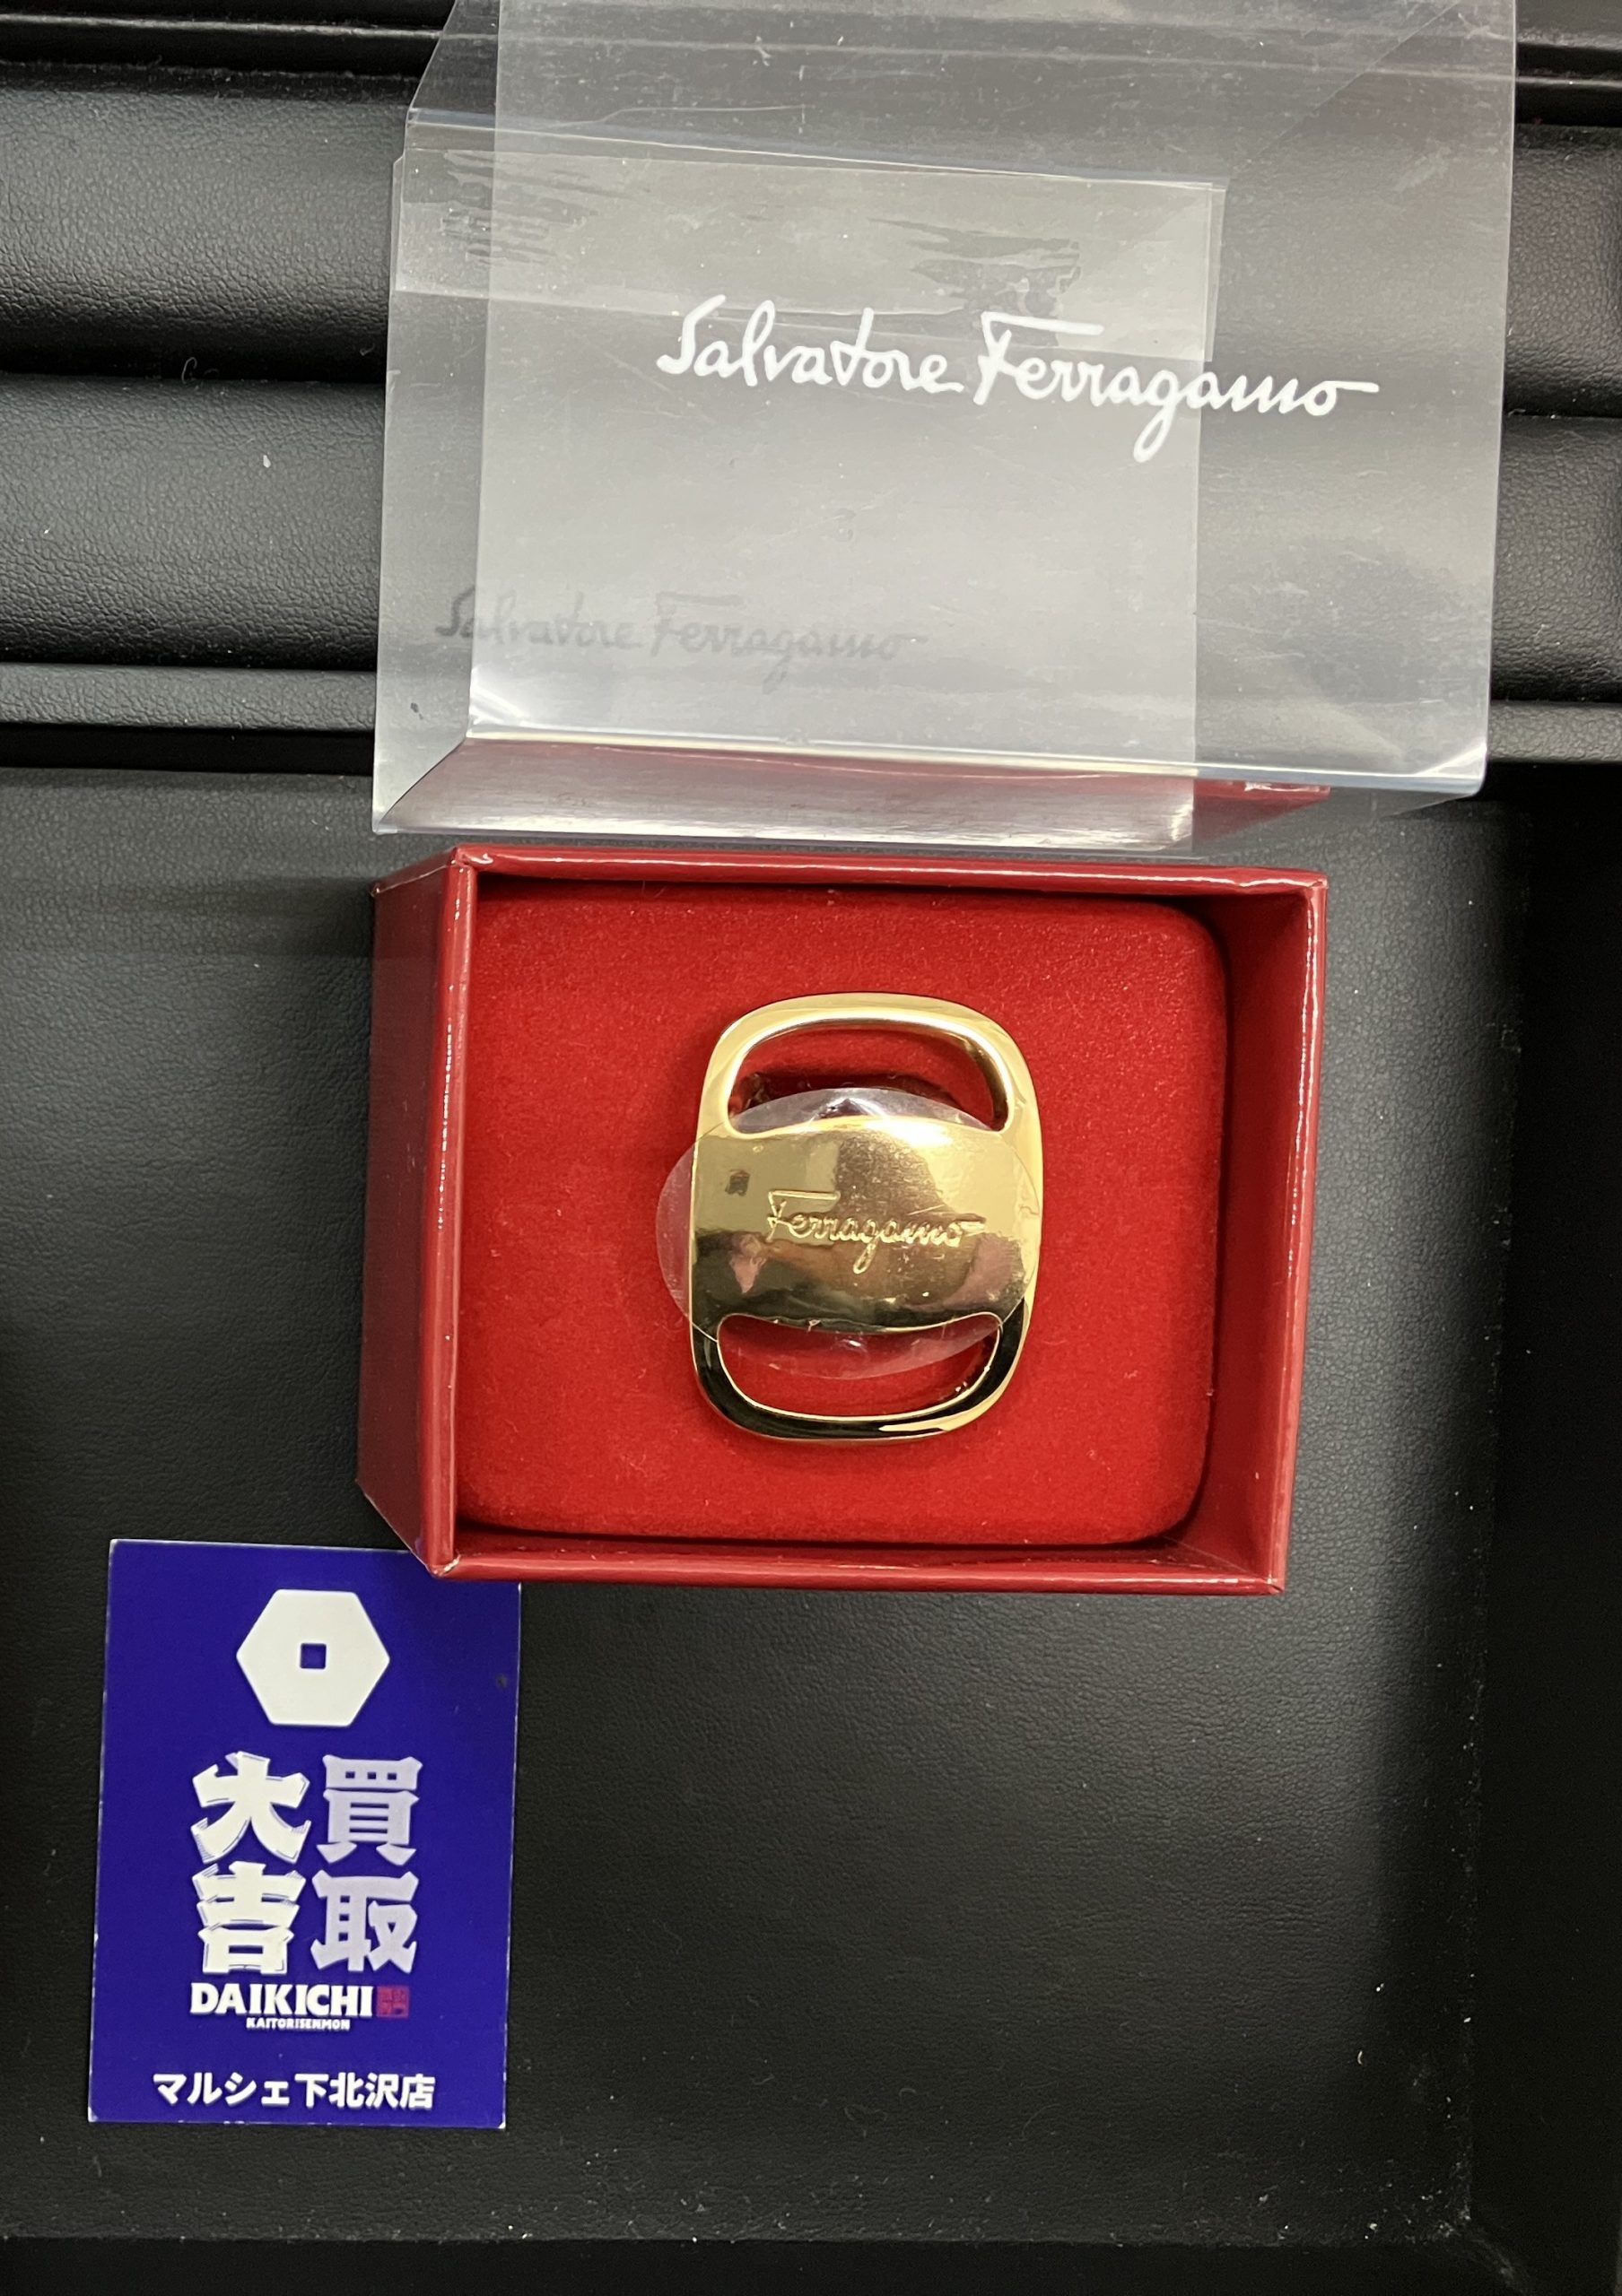 Salvatore Ferragamo
Salvatore Ferragamo
Ferragamo
買取
大吉
DAIKICHI
KAITORISENMON
マルシェ下北沢店